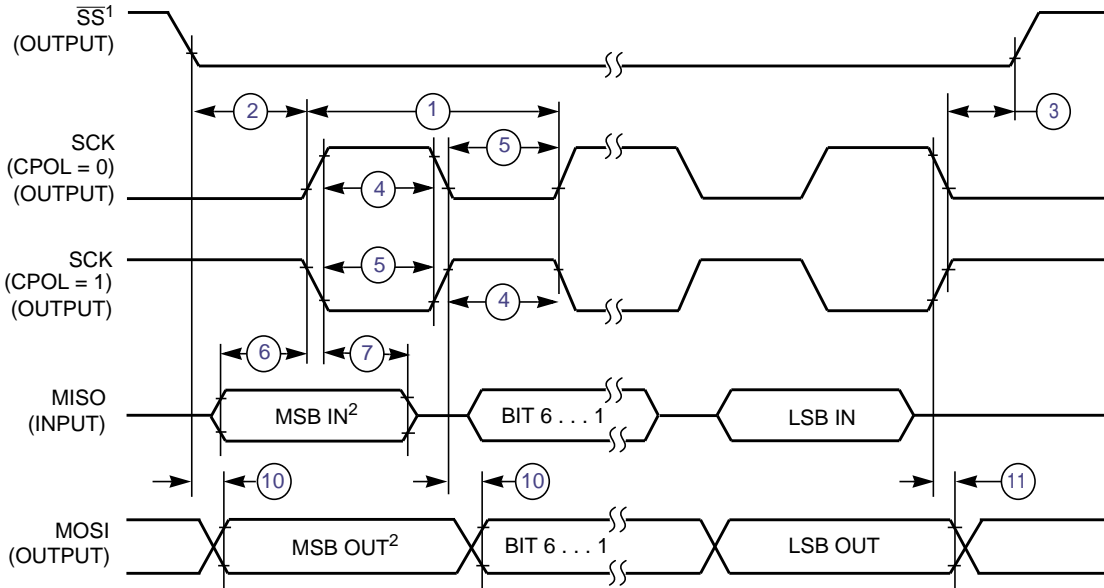 SS¹
(OUTPUT)
2
1
3
SCK
(CPOL = 0)
(OUTPUT)
5
4
SCK
(CPOL = 1)
(OUTPUT)
5
4
6
7
MISO
(INPUT)
MSB IN²
BIT 6 . . . 1
LSB IN
10
10
11
MOSI
(OUTPUT)
MSB OUT²
BIT 6 . . . 1
LSB OUT